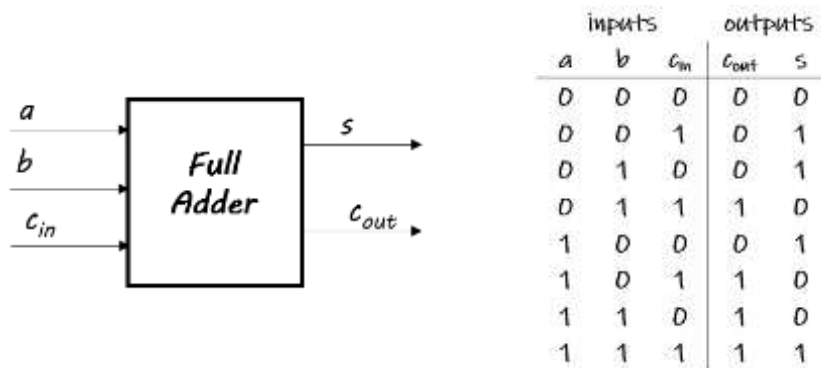 a
b
c_in
Full
Adder
s
c_out
inputs outputs
a b c_in c_out s
0 0 0 0 0
0 0 1 0 1
0 1 0 0 1
0 1 1 1 0
1 0 0 0 1
1 0 1 1 0
1 1 0 1 0
1 1 1 1 1